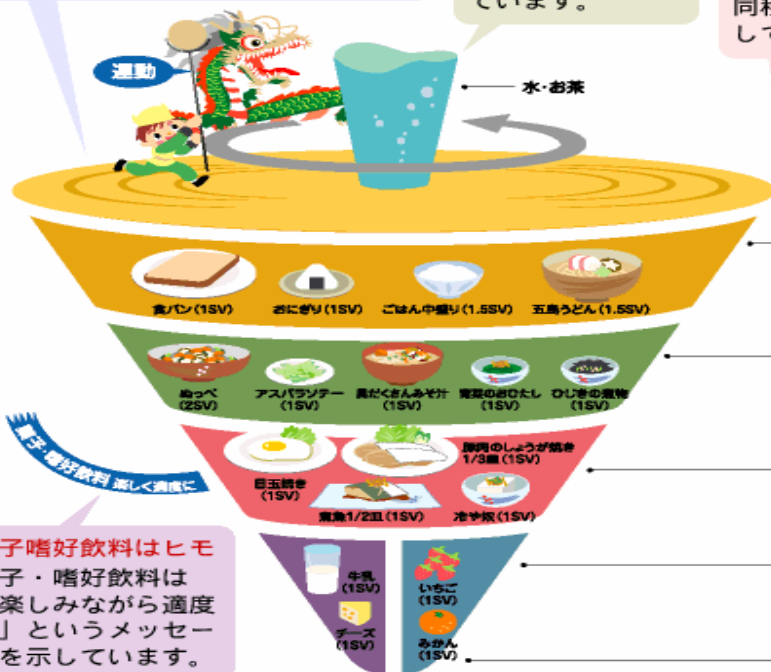 ています。
同種
して
運動
水・お茶
食パン(1SV)
おにぎり(1SV)
ごはん中盛り(1.5SV)
五島うどん(1.5SV)
ぬっぺ
(2SV)
アスパラソテー
(1SV)
具だくさんみそ汁
(1SV)
青菜のおひたし
(1SV)
ひじきの煮物
(1SV)
菓子・嗜好飲料 楽しく適度に
目玉焼き
(1SV)
豚肉のしょうが焼き
1/3皿(1SV)
煮魚1/2皿(1SV)
冷や奴(1SV)
子嗜好飲料はヒモ
子・嗜好飲料は
楽しみながら適度
」というメッセー
を示しています。
牛乳
(1SV)
チーズ
(1SV)
いちご
(1SV)
みかん
(1SV)